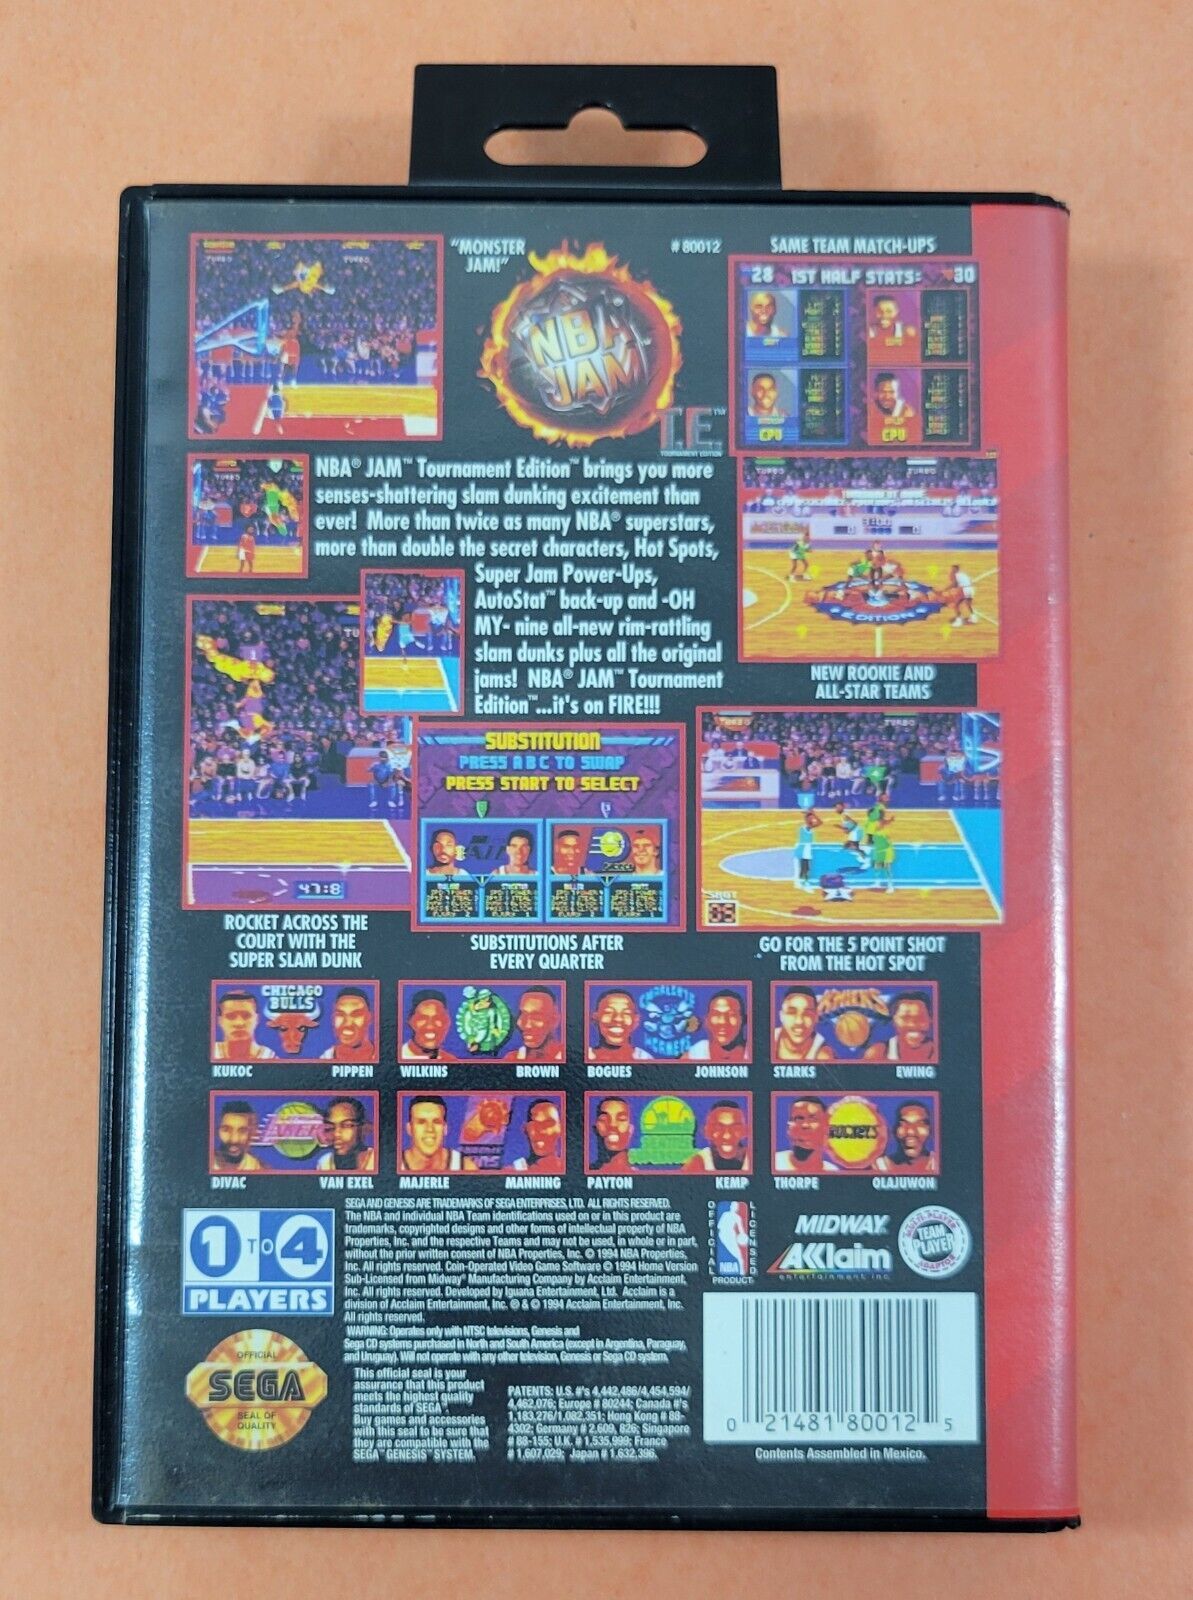 "MONSTER
JAM!"
NBA
JAM
T.E.™
TOURNAMENT EDITION
# 80012
SAME TEAM MATCH-UPS
28 1ST HALF STATS: 30
CPU
CPU
NBA® JAM™ Tournament Edition™ brings you more
senses-shattering slam dunking excitement than
ever! More than twice as many NBA® superstars,
more than double the secret characters, Hot Spots,
Super Jam Power-Ups,
AutoStat™ back-up and -OH
MY- nine all-new rim-rattling
slam dunks plus all the original
jams! NBA® JAM™ Tournament
Edition™...it's on FIRE!!!
EDITION
NEW ROOKIE AND
ALL-STAR TEAMS
47:8
ROCKET ACROSS THE
COURT WITH THE
SUPER SLAM DUNK
SUBSTITUTION
PRESS A B C TO SWAP
PRESS START TO SELECT
SUBSTITUTIONS AFTER
EVERY QUARTER
SHOT
05
GO FOR THE 5 POINT SHOT
FROM THE HOT SPOT
CHICAGO
BULLS
KUKOC PIPPEN
WILKINS BROWN
CHARLOTTE
HORNETS
BOGUES JOHNSON
KNICKS
STARKS EWING
LAKERS
DIVAC VAN EXEL
MAJERLE MANNING
PAYTON KEMP
ROCKETS
THORPE OLAJUWON
1 TO 4
PLAYERS
SEGA AND GENESIS ARE TRADEMARKS OF SEGA ENTERPRISES, LTD. ALL RIGHTS RESERVED.
The NBA and individual NBA Team identifications used on or in this product are
trademarks, copyrighted designs and other forms of intellectual property of NBA
Properties, Inc. and the respective Teams and may not be used, in whole or in part,
without the prior written consent of NBA Properties, Inc. © 1994 NBA Properties,
Inc. All rights reserved. Coin-Operated Video Game Software © 1994 Home Version
Sub-Licensed from Midway® Manufacturing Company by Acclaim Entertainment,
Inc. All rights reserved. Developed by Iguana Entertainment, Ltd. Acclaim is a
division of Acclaim Entertainment, Inc. ® & © 1994 Acclaim Entertainment, Inc.
All rights reserved.
WARNING: Operates only with NTSC televisions, Genesis and
Sega CD systems purchased in North and South America (except in Argentina, Paraguay,
and Uruguay). Will not operate with any other television, Genesis or Sega CD system.
OFFICIAL
NBA
LICENSED
PRODUCT
MIDWAY
AKKlaim
entertainment inc.
TEAM
PLAYER
ADAPTOR
OFFICIAL
SEGA
SEAL OF
QUALITY
This official seal is your
assurance that this product
meets the highest quality
standards of SEGA™.
Buy games and accessories
with this seal to be sure that
they are compatible with the
SEGA™ GENESIS™ SYSTEM.
PATENTS: U.S. #'s 4,442,486/4,454,594/
4,462,076; Europe # 80244; Canada #'s
1,183,276/1,082,351; Hong Kong # 88-
4302; Germany # 2,609, 826; Singapore
# 88-155; U.K. # 1,535,999; France
# 1,607,029; Japan # 1,632,396.
0 21481 80012 5
Contents Assembled in Mexico.